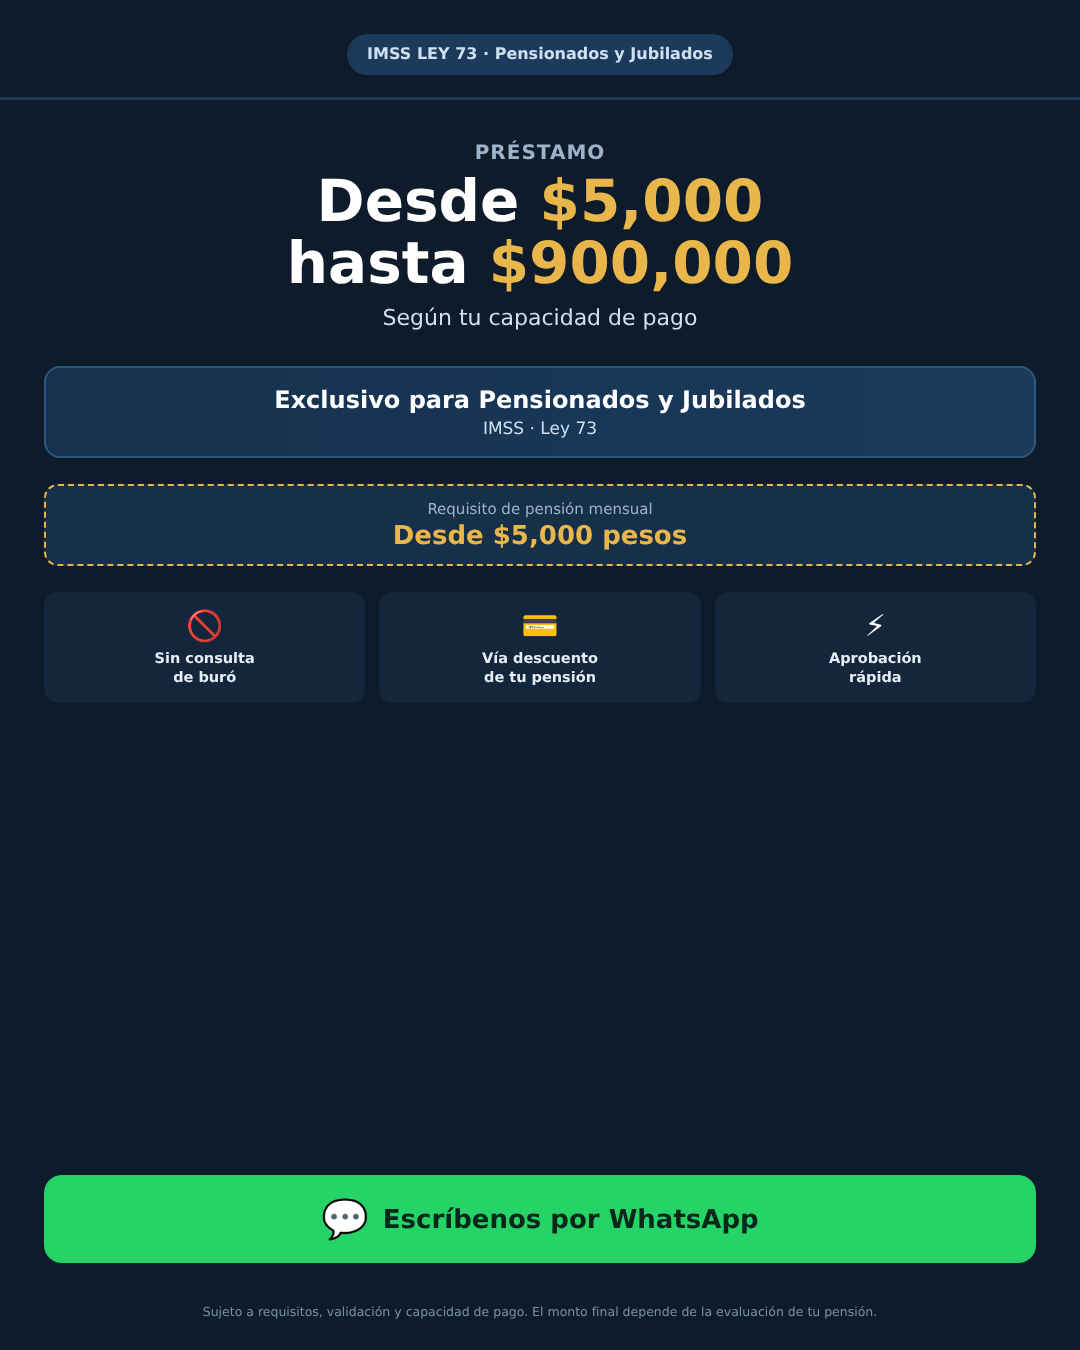 IMSS LEY 73 · Pensionados y Jubilados
PRÉSTAMO
Desde $5,000
hasta $900,000
Según tu capacidad de pago
Exclusivo para Pensionados y Jubilados
IMSS · Ley 73
Requisito de pensión mensual
Desde $5,000 pesos
Sin consulta
de buró
Vía descuento
de tu pensión
Aprobación
rápida
Escríbenos por WhatsApp
Sujeto a requisitos, validación y capacidad de pago. El monto final depende de la evaluación de tu pensión.